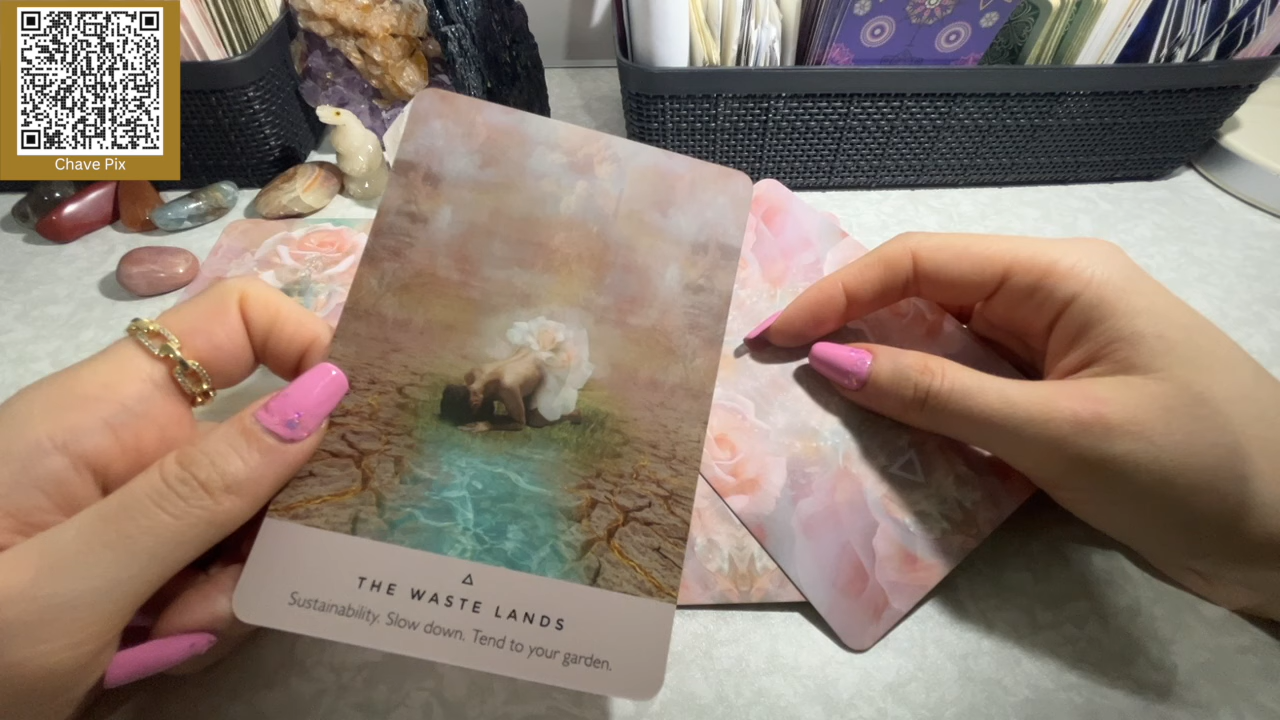 Chave Pix
THE WASTE LANDS
Sustainability. Slow down. Tend to your garden.